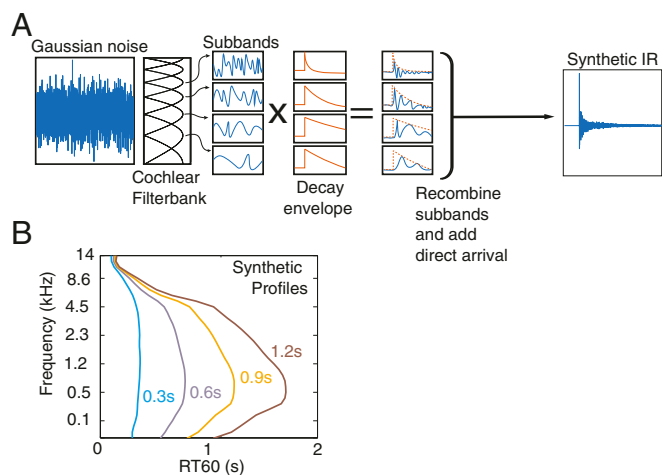 A
Gaussian noise
Subbands
Synthetic IR
X
=
Cochlear
Filterbank
Decay
envelope
Recombine
subbands
and add
direct arrival
B
Synthetic
Profiles
Frequency (kHz)
14
8.6
4.5
2.3
1.2
0.5
0.1
0.3s
0.6s
0.9s
1.2s
0
1
2
RT60 (s)